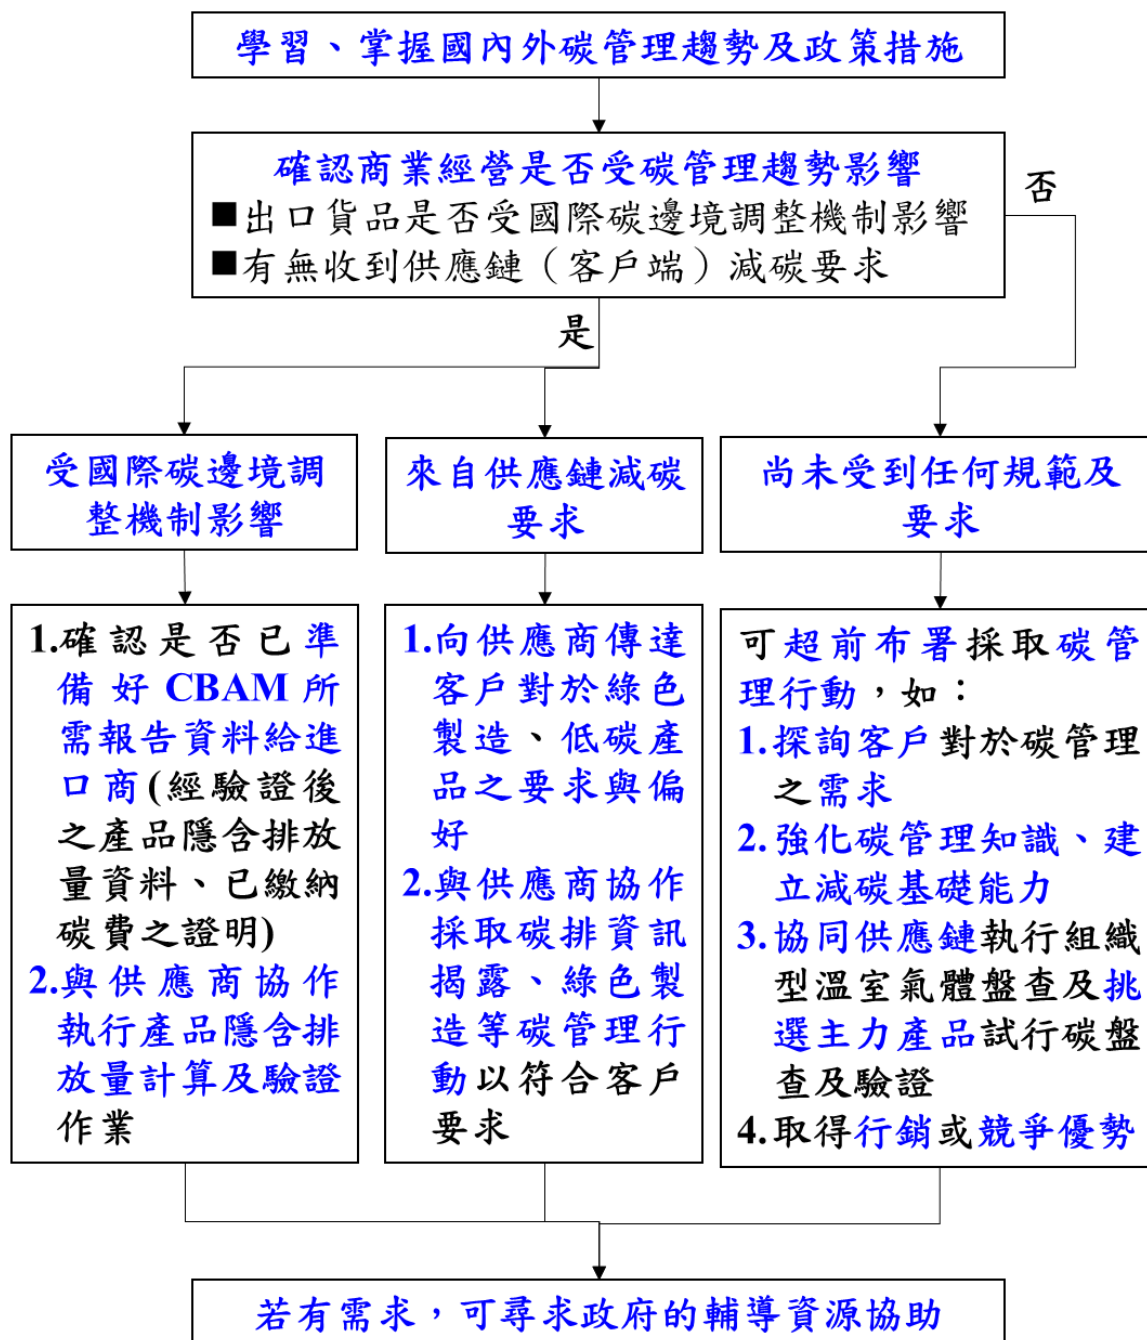 學習、掌握國內外碳管理趨勢及政策措施
確認商業經營是否受碳管理趨勢影響
■出口貨品是否受國際碳邊境調整機制影響
■有無收到供應鏈（客戶端）減碳要求
否
是
受國際碳邊境調
整機制影響
來自供應鏈減碳
要求
尚未受到任何規範及
要求
1.確認是否已準
備好CBAM所
需報告資料給進
口商(經驗證後
之產品隱含排放
量資料、已繳納
碳費之證明)
2.與供應商協作
執行產品隱含排
放量計算及驗證
作業
1.向供應商傳達
客戶對於綠色
製造、低碳產
品之要求與偏
好
2.與供應商協作
採取碳排資訊
揭露、綠色製
造等碳管理行
動以符合客戶
要求
可超前布署採取碳管
理行動，如：
1.探詢客戶對於碳管理
之需求
2.強化碳管理知識、建
立減碳基礎能力
3.協同供應鏈執行組織
型溫室氣體盤查及挑
選主力產品試行碳盤
查及驗證
4.取得行銷或競爭優勢
若有需求，可尋求政府的輔導資源協助